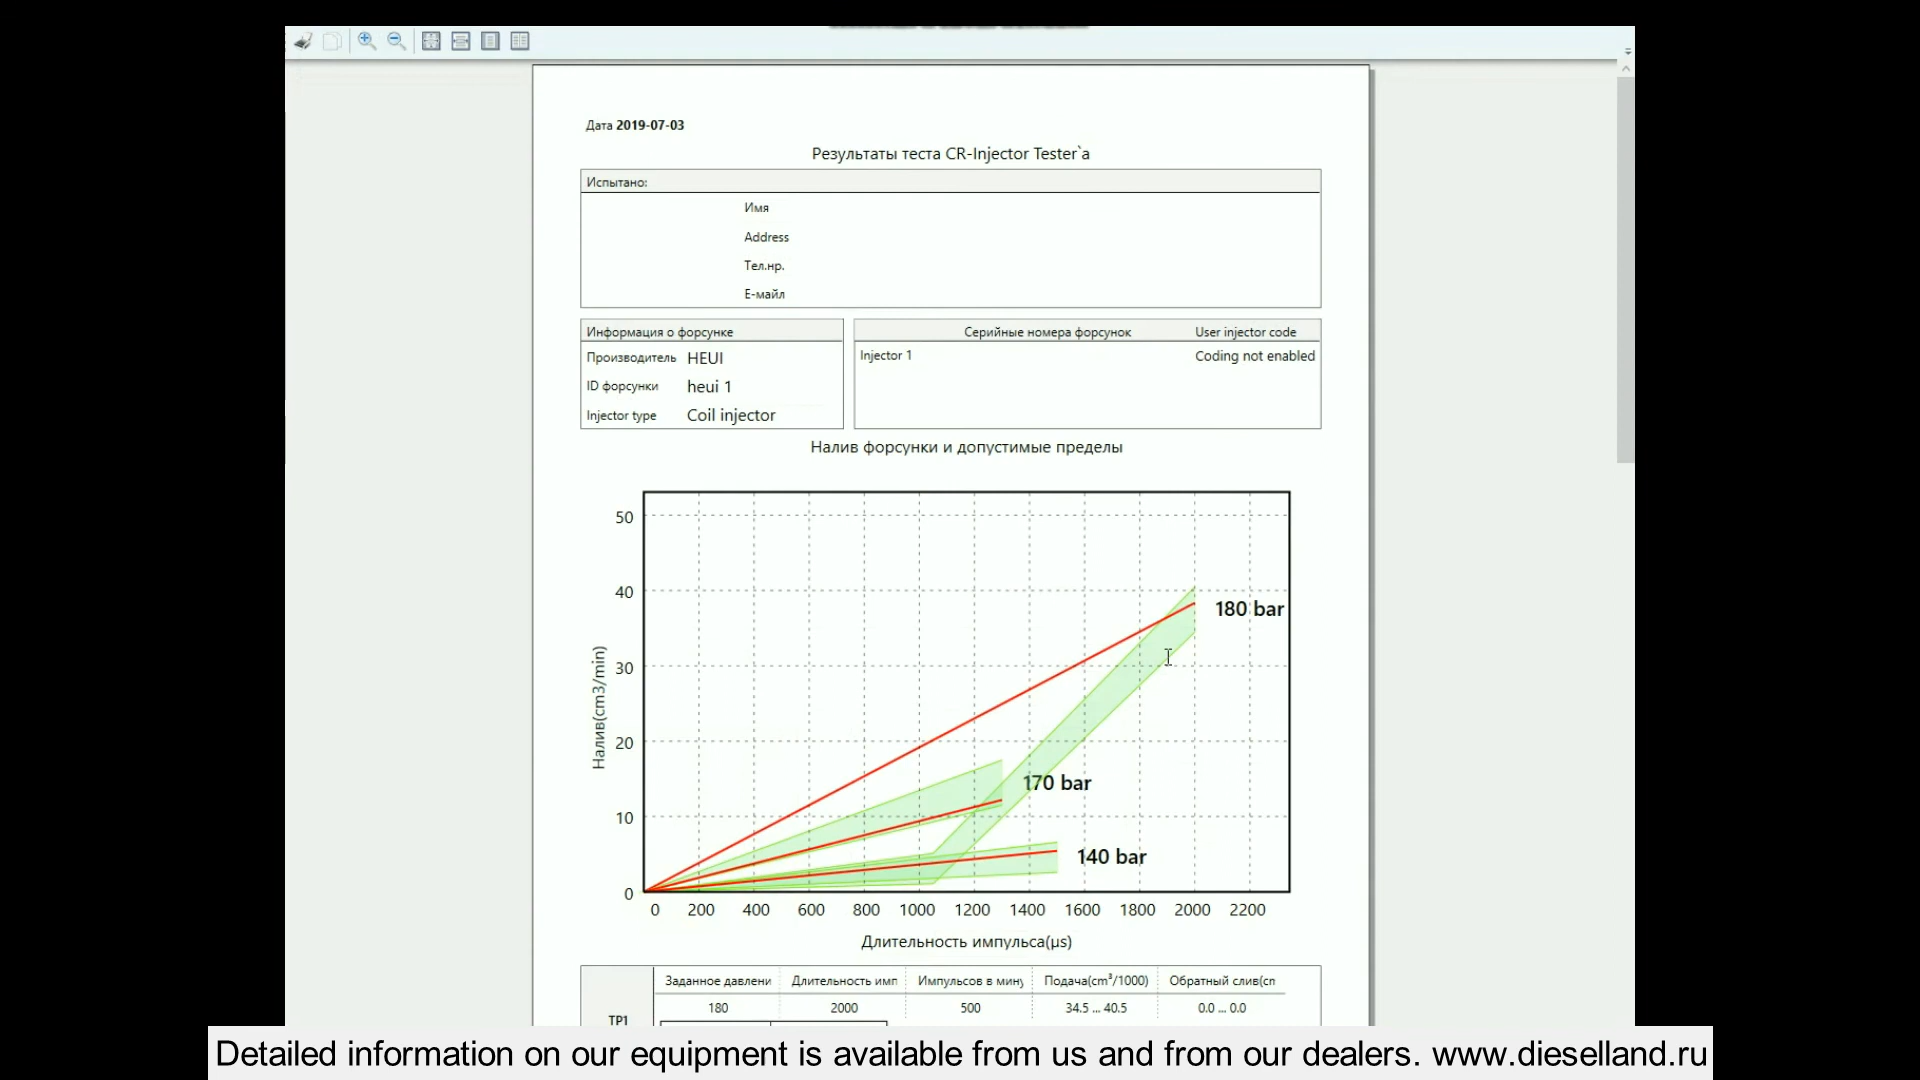 Дата 2019-07-03
Результаты теста CR-Injector Tester`а
Испытано:
Имя
Address
Тел.нр.
Е-майл
Информация о форсунке
Производитель HEUI
ID форсунки heui 1
Injector type Coil injector
Серийные номера форсунок User injector code
Injector 1 Coding not enabled
Налив форсунки и допустимые пределы
50
40
30
20
10
0
Налив(cm3/min)
180 bar
170 bar
140 bar
0 200 400 600 800 1000 1200 1400 1600 1800 2000 2200
Длительность импульса(µs)
Заданное давлени Длительность имп Импульсов в мину Подача(cm³/1000) Обратный слив(cm
180 2000 500 34.5 ... 40.5 0.0 ... 0.0
TP1
Detailed information on our equipment is available from us and from our dealers. www.dieselland.ru